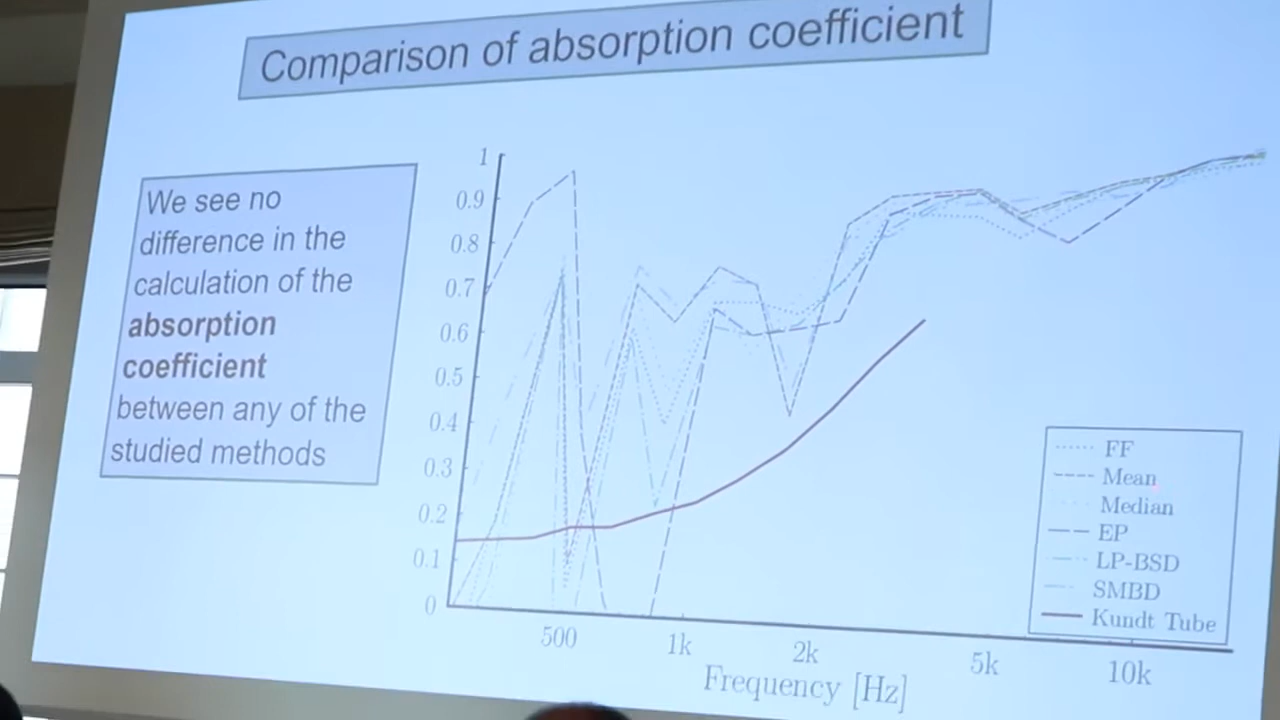 Comparison of absorption coefficient
We see no
difference in the
calculation of the
absorption
coefficient
between any of the
studied methods
1
0.9
0.8
0.7
0.6
0.5
0.4
0.3
0.2
0.1
0
500 1k 2k 5k 10k
Frequency [Hz]
FF
Mean
Median
EP
LP-BSD
SMBD
Kundt Tube